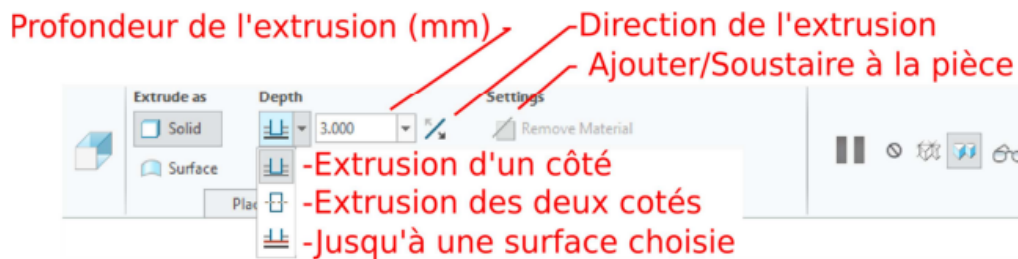 Profondeur de l'extrusion (mm)
Direction de l'extrusion
Ajouter/Soustaire à la pièce
Extrude as
Depth
Settings
Solid
3.000
Remove Material
Surface
-Extrusion d'un côté
Plac
-Extrusion des deux cotés
-Jusqu'à une surface choisie